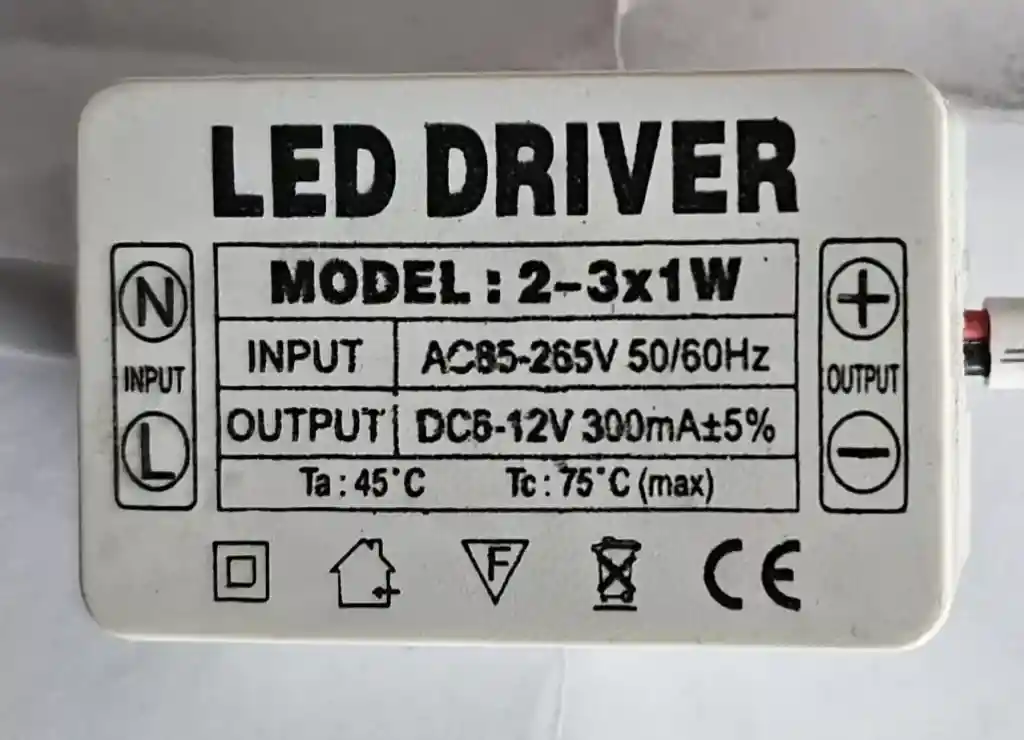 LED DRIVER
MODEL : 2-3x1W
N
INPUT
L
INPUT AC85-265V 50/60Hz
OUTPUT DC6-12V 300mA±5%
Ta : 45°C Tc : 75°C (max)
+
OUTPUT
−
F
CE